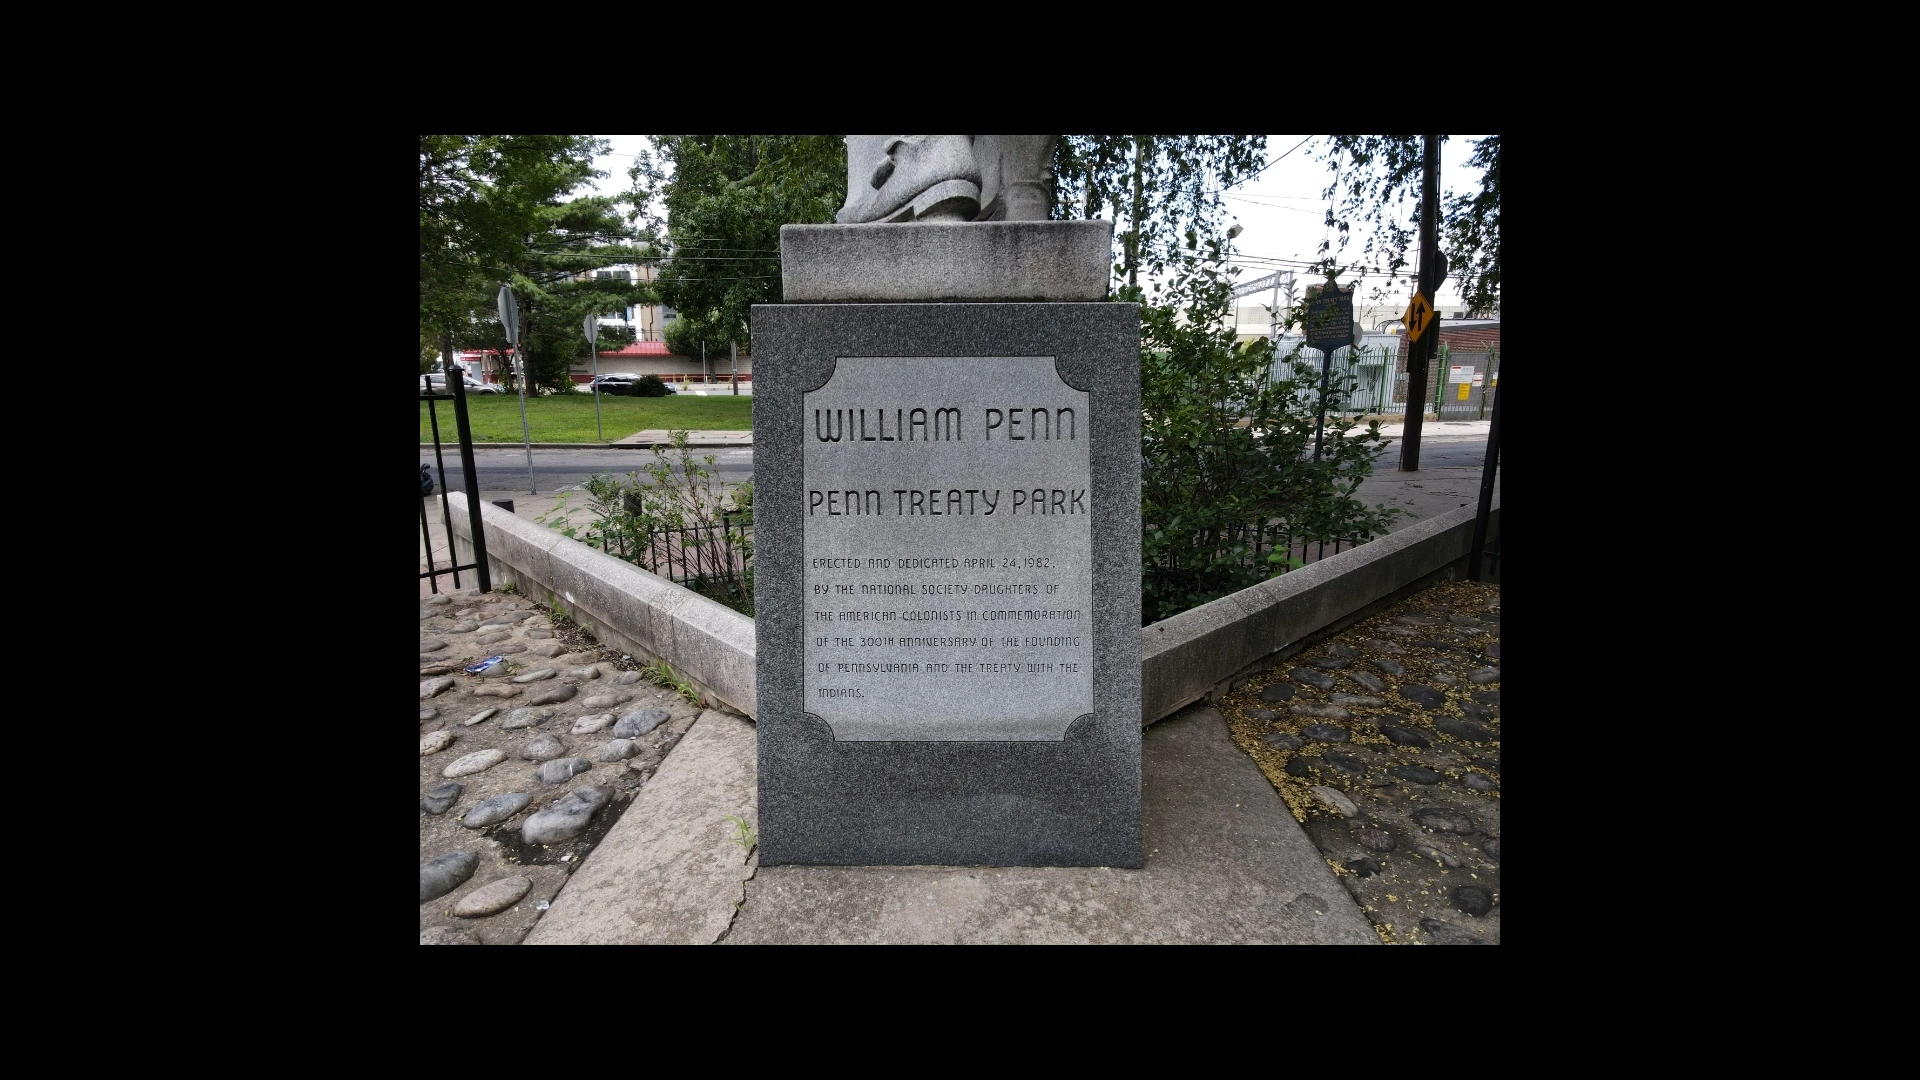 WILLIAM PENN
PENN TREATY PARK
ERECTED AND DEDICATED APRIL 24, 1982.
BY THE NATIONAL SOCIETY DAUGHTERS OF
THE AMERICAN COLONISTS IN COMMEMORATION
OF THE 300TH ANNIVERSARY OF THE FOUNDING
OF PENNSYLVANIA AND THE TREATY WITH THE
INDIANS.